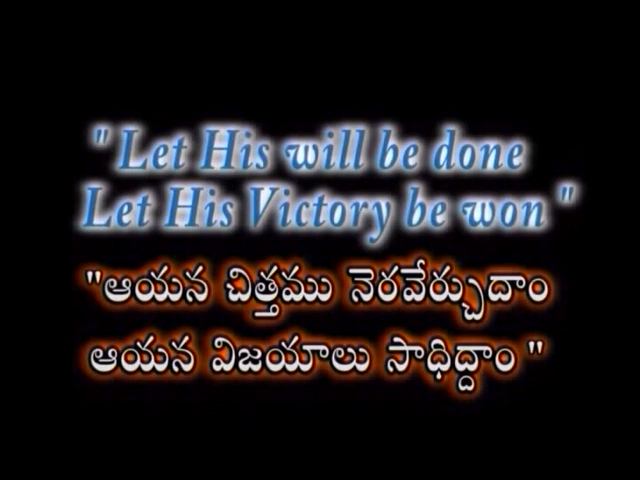 " Let His will be done
Let His Victory be won "
"ఆయన చిత్తము నెరవేర్చుదాం
ఆయన విజయాలు సాధిద్దాం "